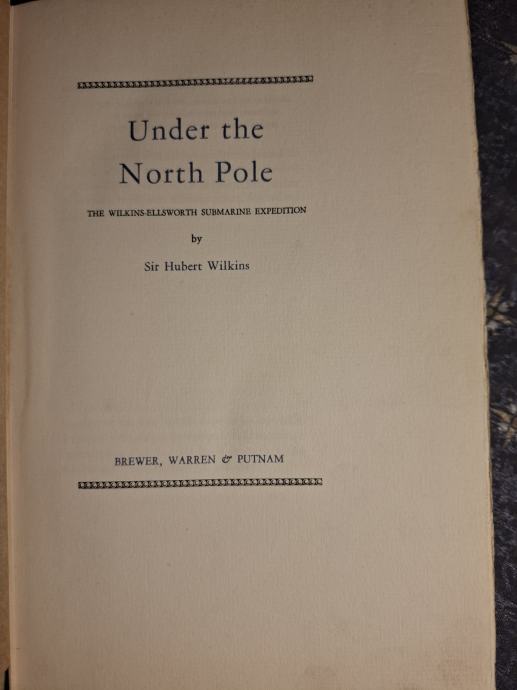 Under the
North Pole
THE WILKINS-ELLSWORTH SUBMARINE EXPEDITION
by
Sir Hubert Wilkins
BREWER, WARREN & PUTNAM